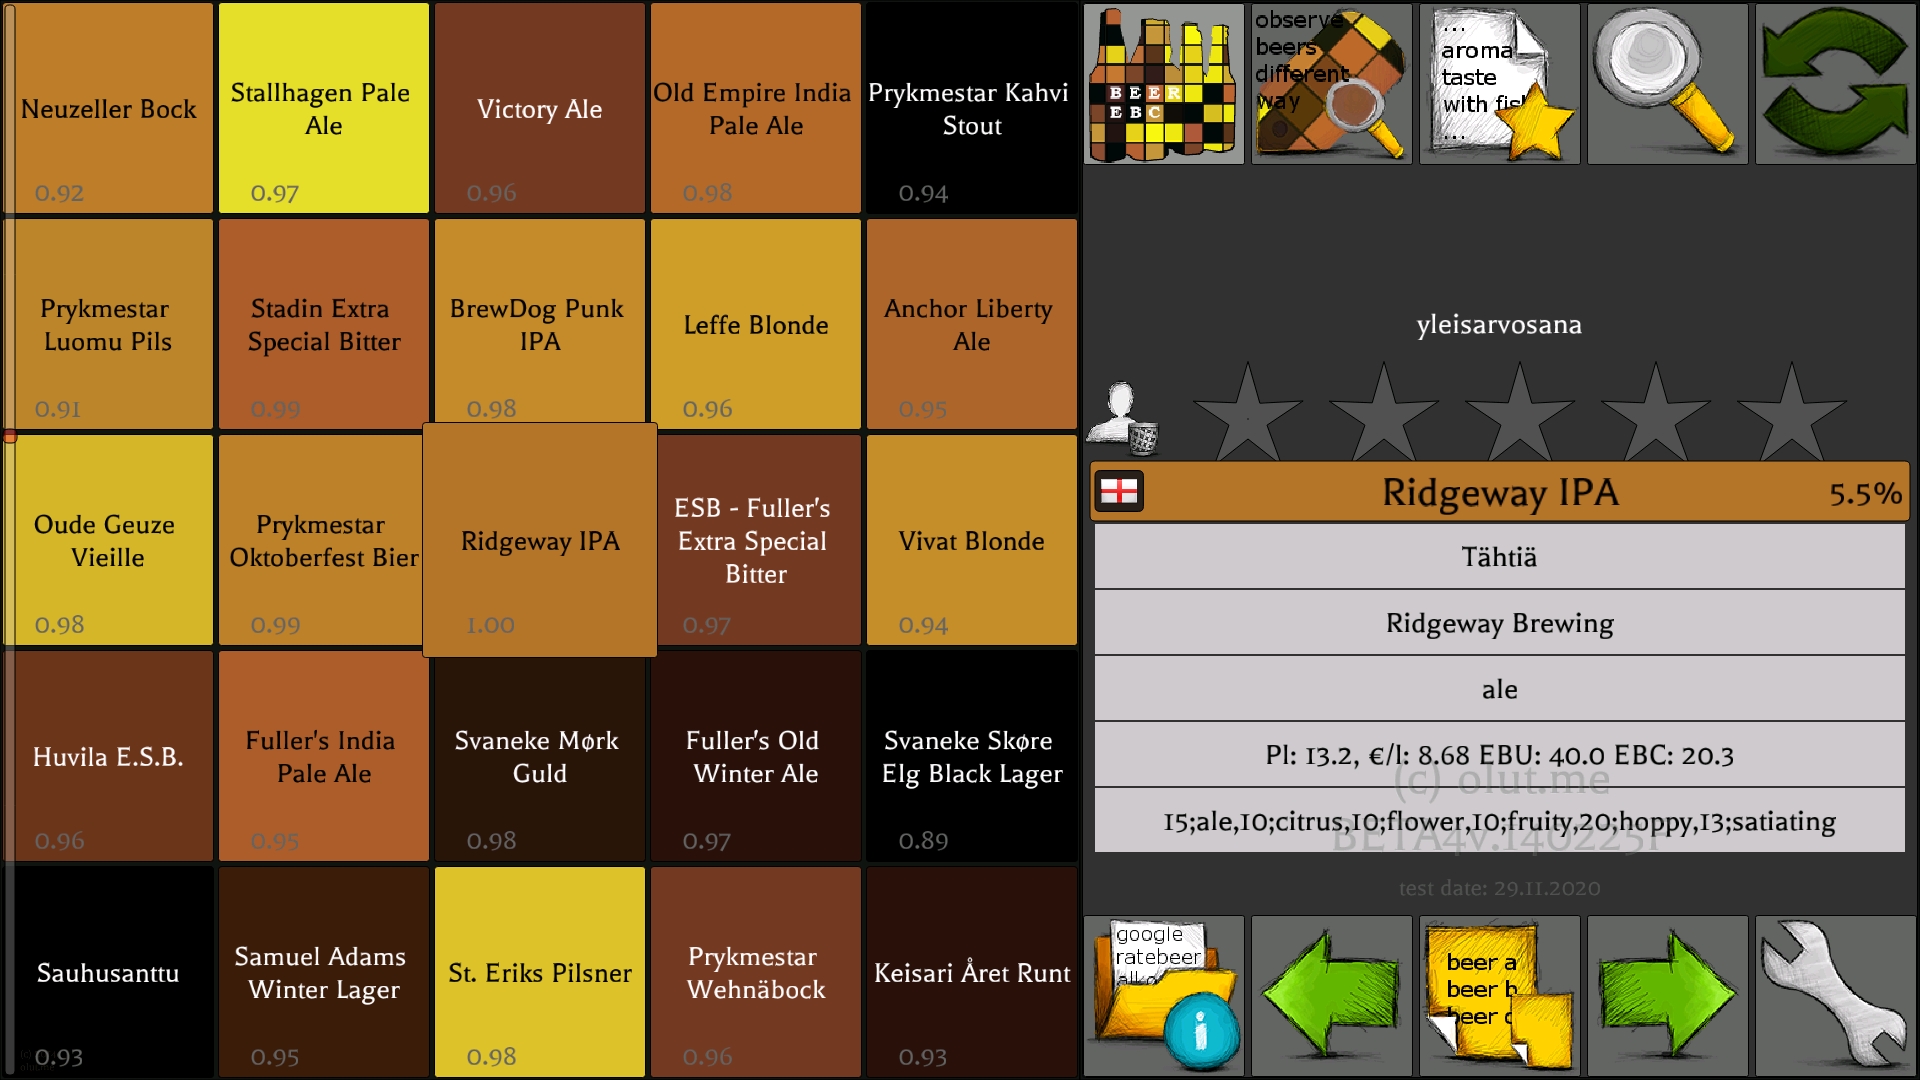 Neuzeller Bock
0.92
Stallhagen Pale
Ale
0.97
Victory Ale
0.96
Old Empire India
Pale Ale
0.98
Prykmestar Kahvi
Stout
0.94
Prykmestar
Luomu Pils
0.91
Stadin Extra
Special Bitter
0.99
BrewDog Punk
IPA
0.98
Leffe Blonde
0.96
Anchor Liberty
Ale
0.95
Oude Geuze
Vieille
0.98
Prykmestar
Oktoberfest Bier
0.99
Ridgeway IPA
1.00
ESB - Fuller's
Extra Special
Bitter
0.97
Vivat Blonde
0.94
Huvila E.S.B.
0.96
Fuller's India
Pale Ale
0.95
Svaneke Mørk
Guld
0.98
Fuller's Old
Winter Ale
0.97
Svaneke Skøre
Elg Black Lager
0.89
Sauhusanttu
0.93
Samuel Adams
Winter Lager
0.95
St. Eriks Pilsner
0.98
Prykmestar
Wehnäbock
0.96
Keisari Året Runt
0.93
BEER
EBC
observe
beers
different
way
...
aroma
taste
with fis
...
yleisarvosana
Ridgeway IPA 5.5%
Tähtiä
Ridgeway Brewing
ale
Pl: 13.2, €/l: 8.68 EBU: 40.0 EBC: 20.3
(c) olut.me
15;ale,10;citrus,10;flower,10;fruity,20;hoppy,13;satiating
BETA4v.140225F
test date: 29.11.2020
google
ratebeer
beer a
beer b
beer c